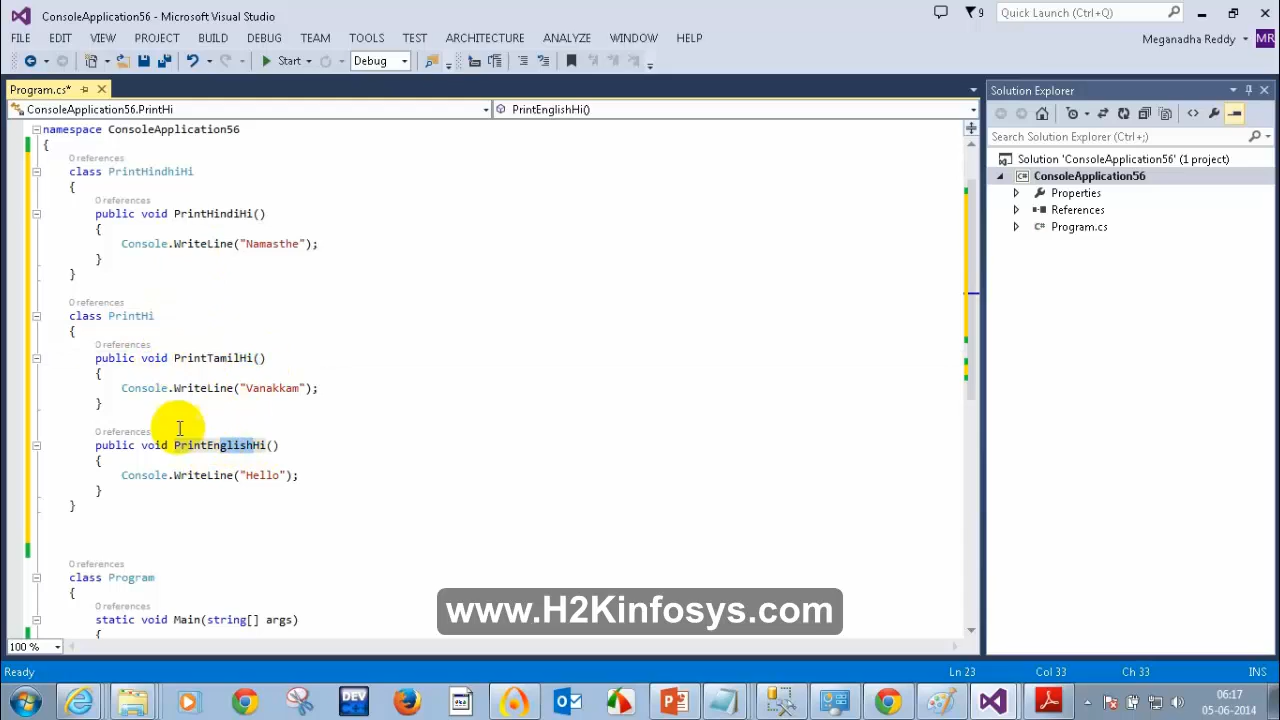 ConsoleApplication56 - Microsoft Visual Studio
9
Quick Launch (Ctrl+Q)
FILE EDIT VIEW PROJECT BUILD DEBUG TEAM TOOLS TEST ARCHITECTURE ANALYZE WINDOW HELP
Meganadha Reddy MR
Start Debug
Program.cs*
Solution Explorer
ConsoleApplication56.PrintHi PrintEnglishHi()
Search Solution Explorer (Ctrl+;)
Solution 'ConsoleApplication56' (1 project)
ConsoleApplication56
Properties
References
Program.cs
namespace ConsoleApplication56
{
0 references
class PrintHindhiHi
{
0 references
public void PrintHindiHi()
{
Console.WriteLine("Namasthe");
}
}
0 references
class PrintHi
{
0 references
public void PrintTamilHi()
{
Console.WriteLine("Vanakkam");
}
0 references
public void PrintEnglishHi()
{
Console.WriteLine("Hello");
}
}
0 references
class Program
{
0 references
static void Main(string[] args)
{
www.H2Kinfosys.com
100 %
Ready Ln 23 Col 33 Ch 33 INS
DEV
06:17
05-06-2014